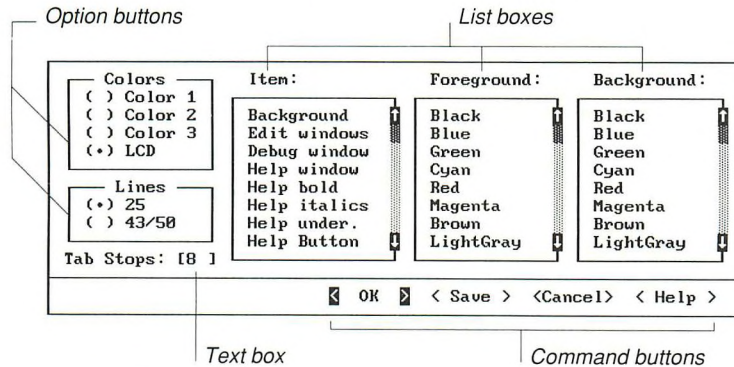 Option buttons
List boxes
Colors
( ) Color 1
( ) Color 2
( ) Color 3
(•) LCD
Lines
(•) 25
( ) 43/50
Tab Stops: [8 ]
Item:
Background
Edit windows
Debug window
Help window
Help bold
Help italics
Help under.
Help Button
Foreground:
Black
Blue
Green
Cyan
Red
Magenta
Brown
LightGray
Background:
Black
Blue
Green
Cyan
Red
Magenta
Brown
LightGray
< OK > < Save > <Cancel> < Help >
Text box
Command buttons